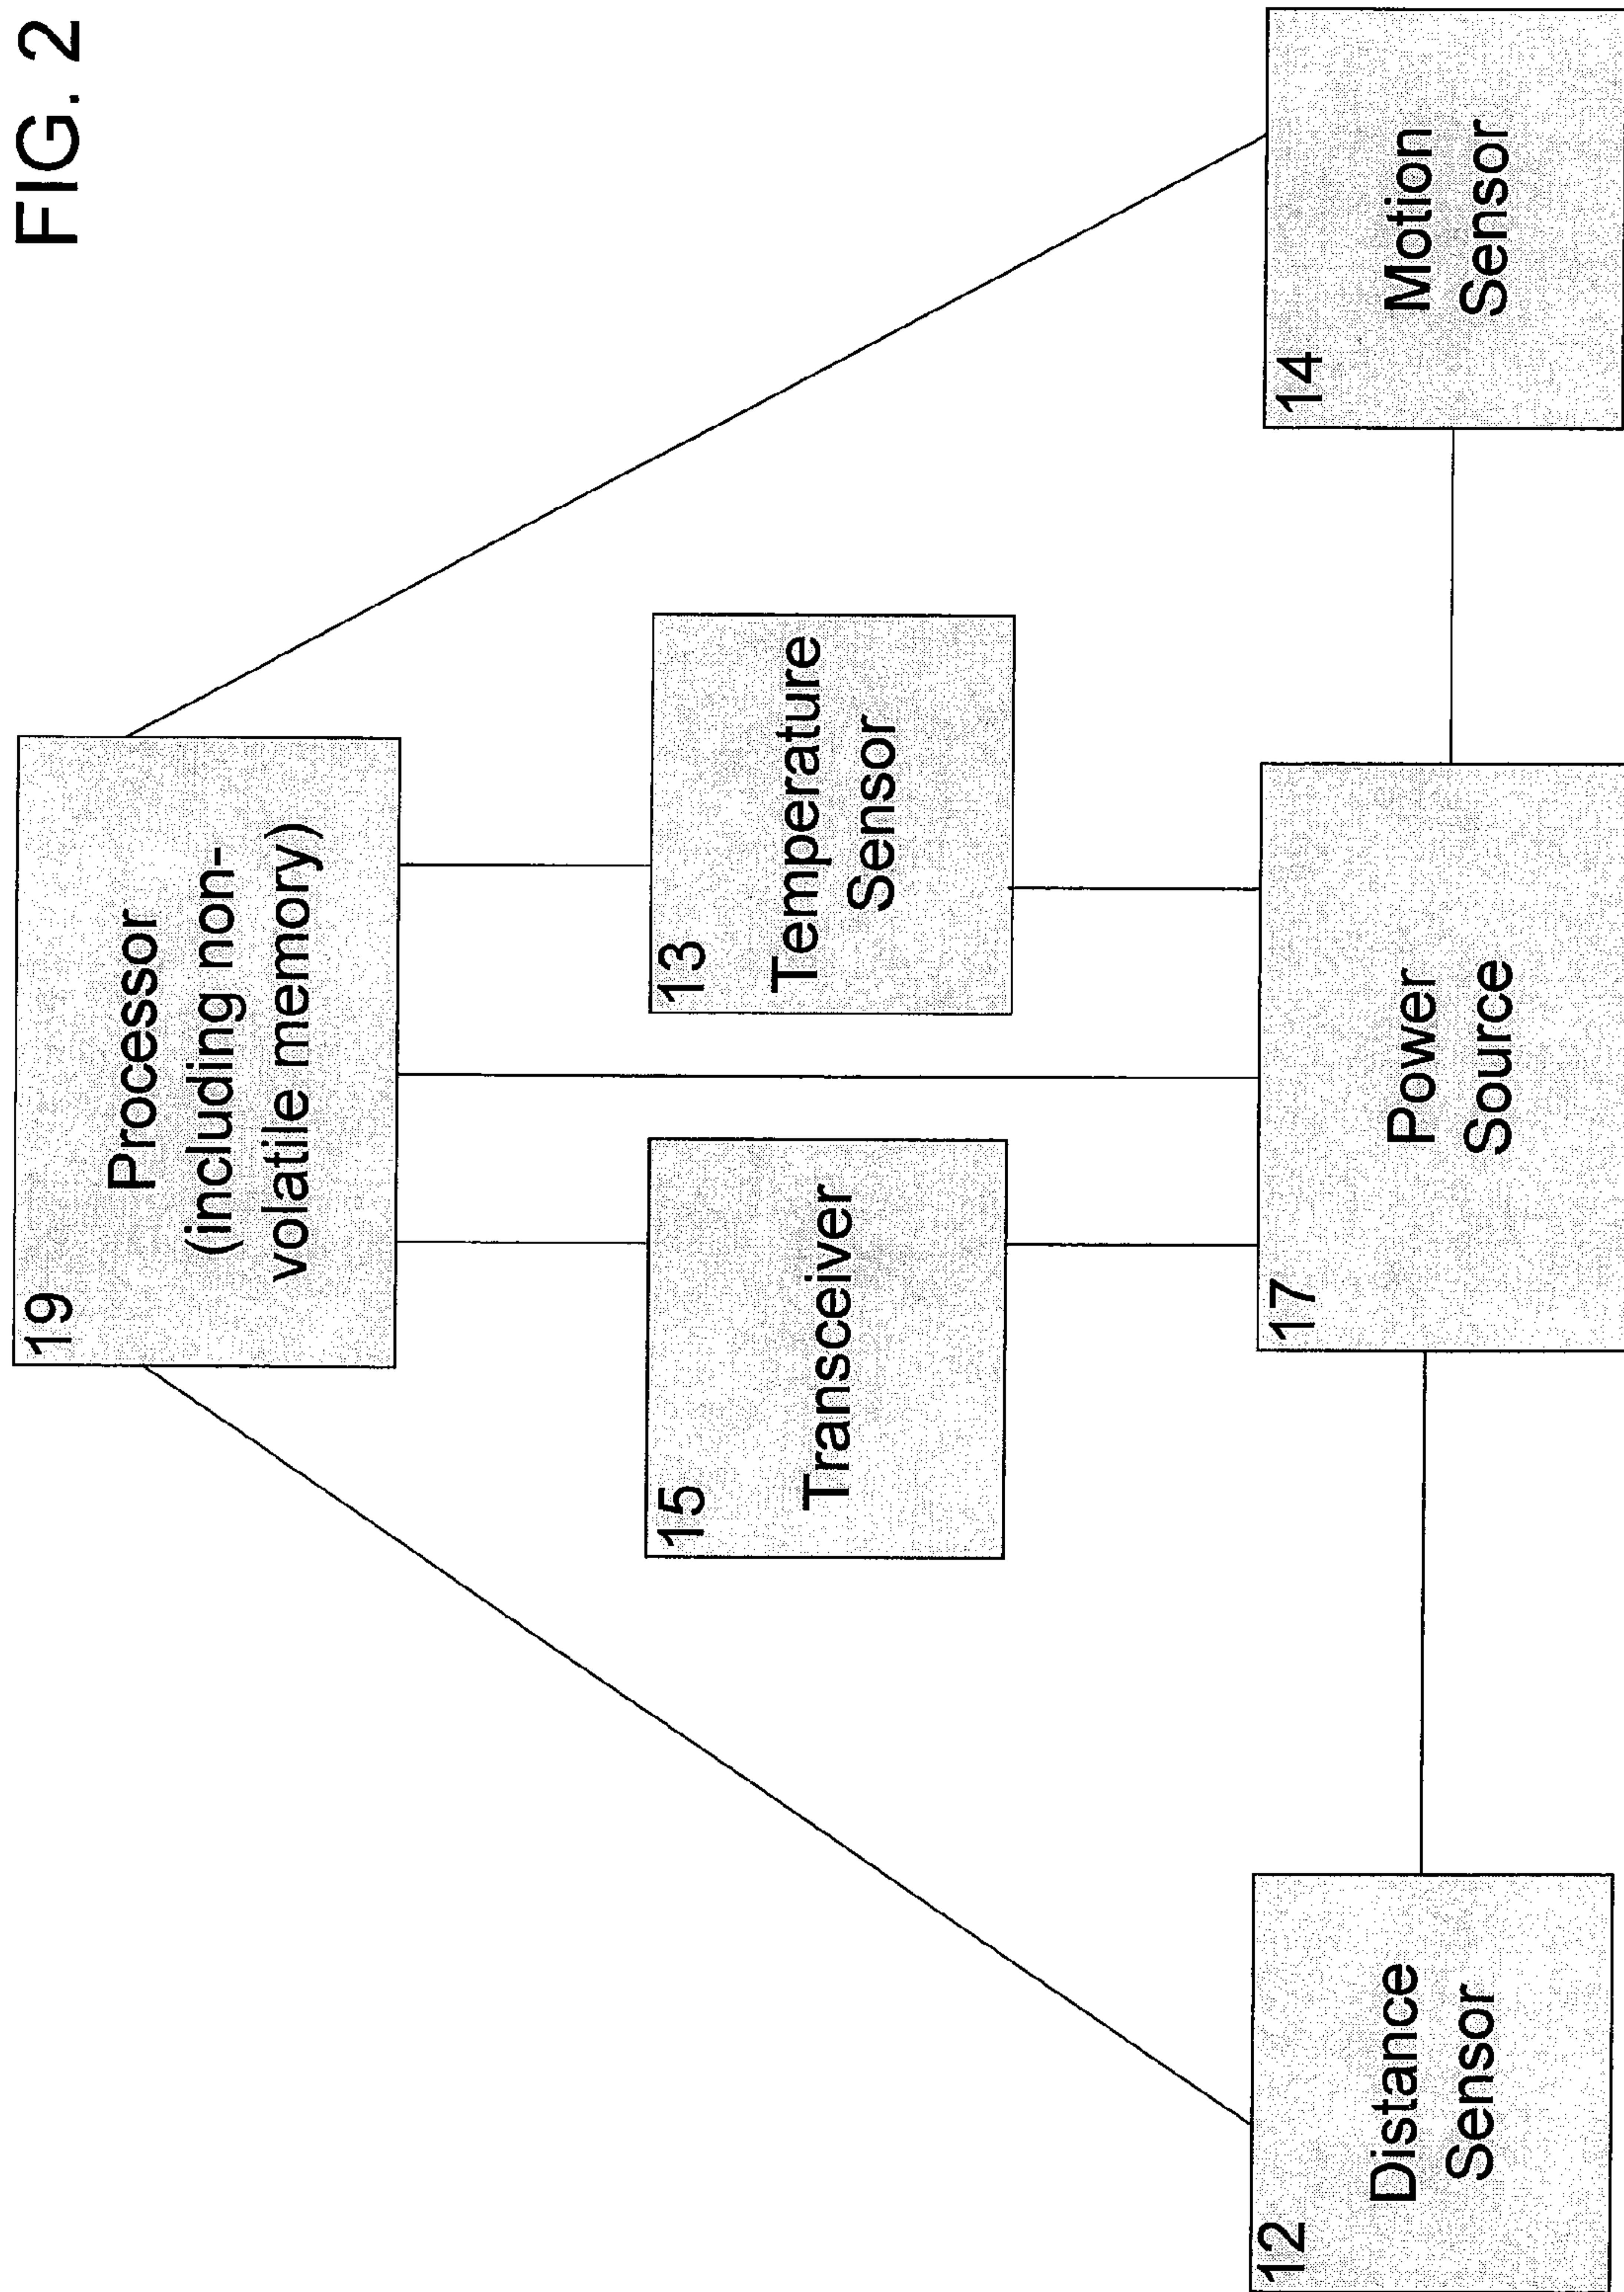 FIG. 2
19
Processor
(including non-
volatile memory)
15
Transceiver
13
Temperature
Sensor
12
Distance
Sensor
17
Power
Source
14
Motion
Sensor